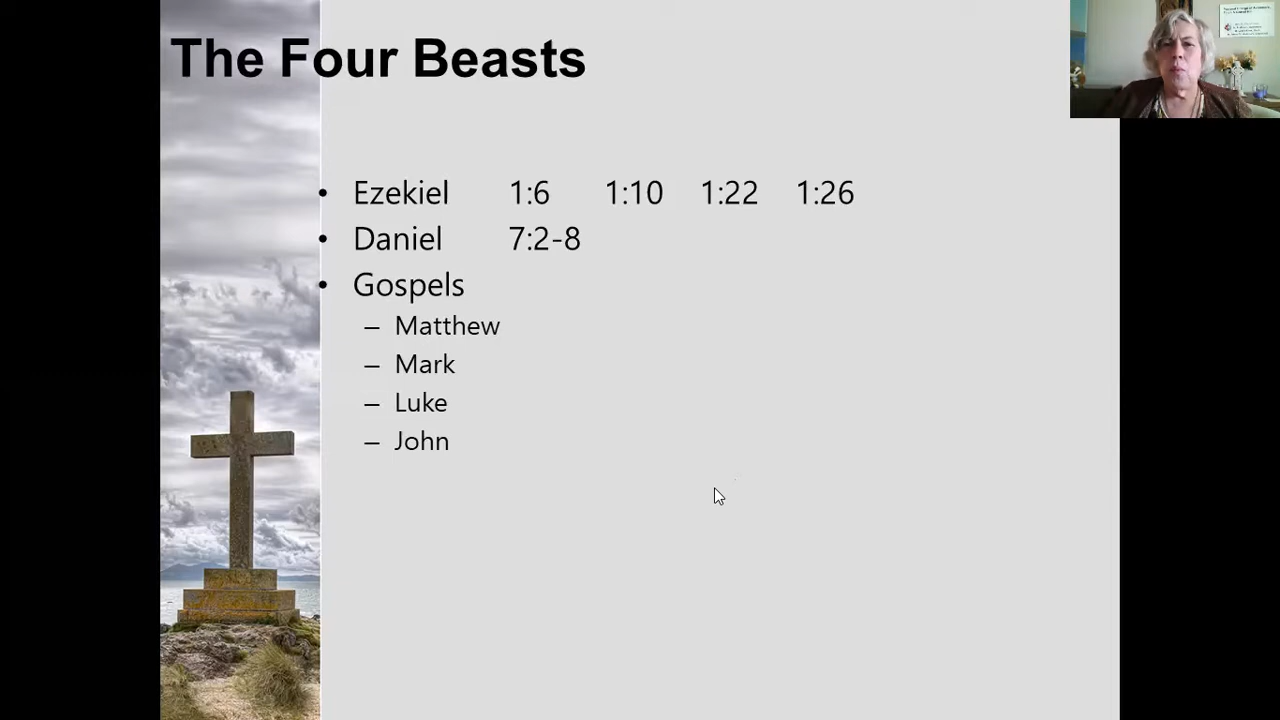 The Four Beasts
• Ezekiel 1:6 1:10 1:22 1:26
• Daniel 7:2-8
• Gospels
– Matthew
– Mark
– Luke
– John